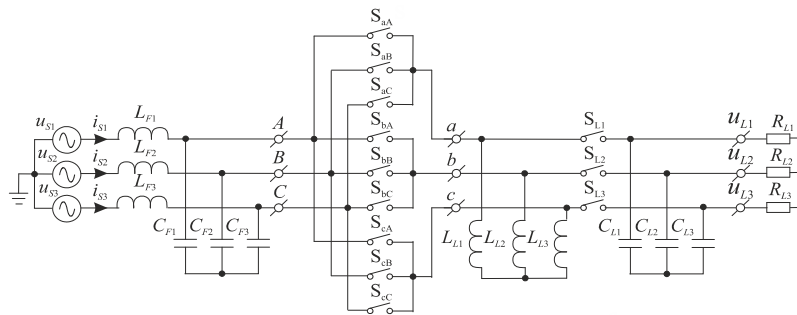 S_aA
S_aB
S_aC
S_bA
S_bB
S_bC
S_cA
S_cB
S_cC
u_S1 i_S1 L_F1
u_S2 i_S2 L_F2
u_S3 i_S3 L_F3
C_F1 C_F2 C_F3
A
B
C
a
b
c
L_L1 L_L2 L_L3
S_L1
S_L2
S_L3
C_L1 C_L2 C_L3
u_L1 R_L1
u_L2 R_L2
u_L3 R_L3